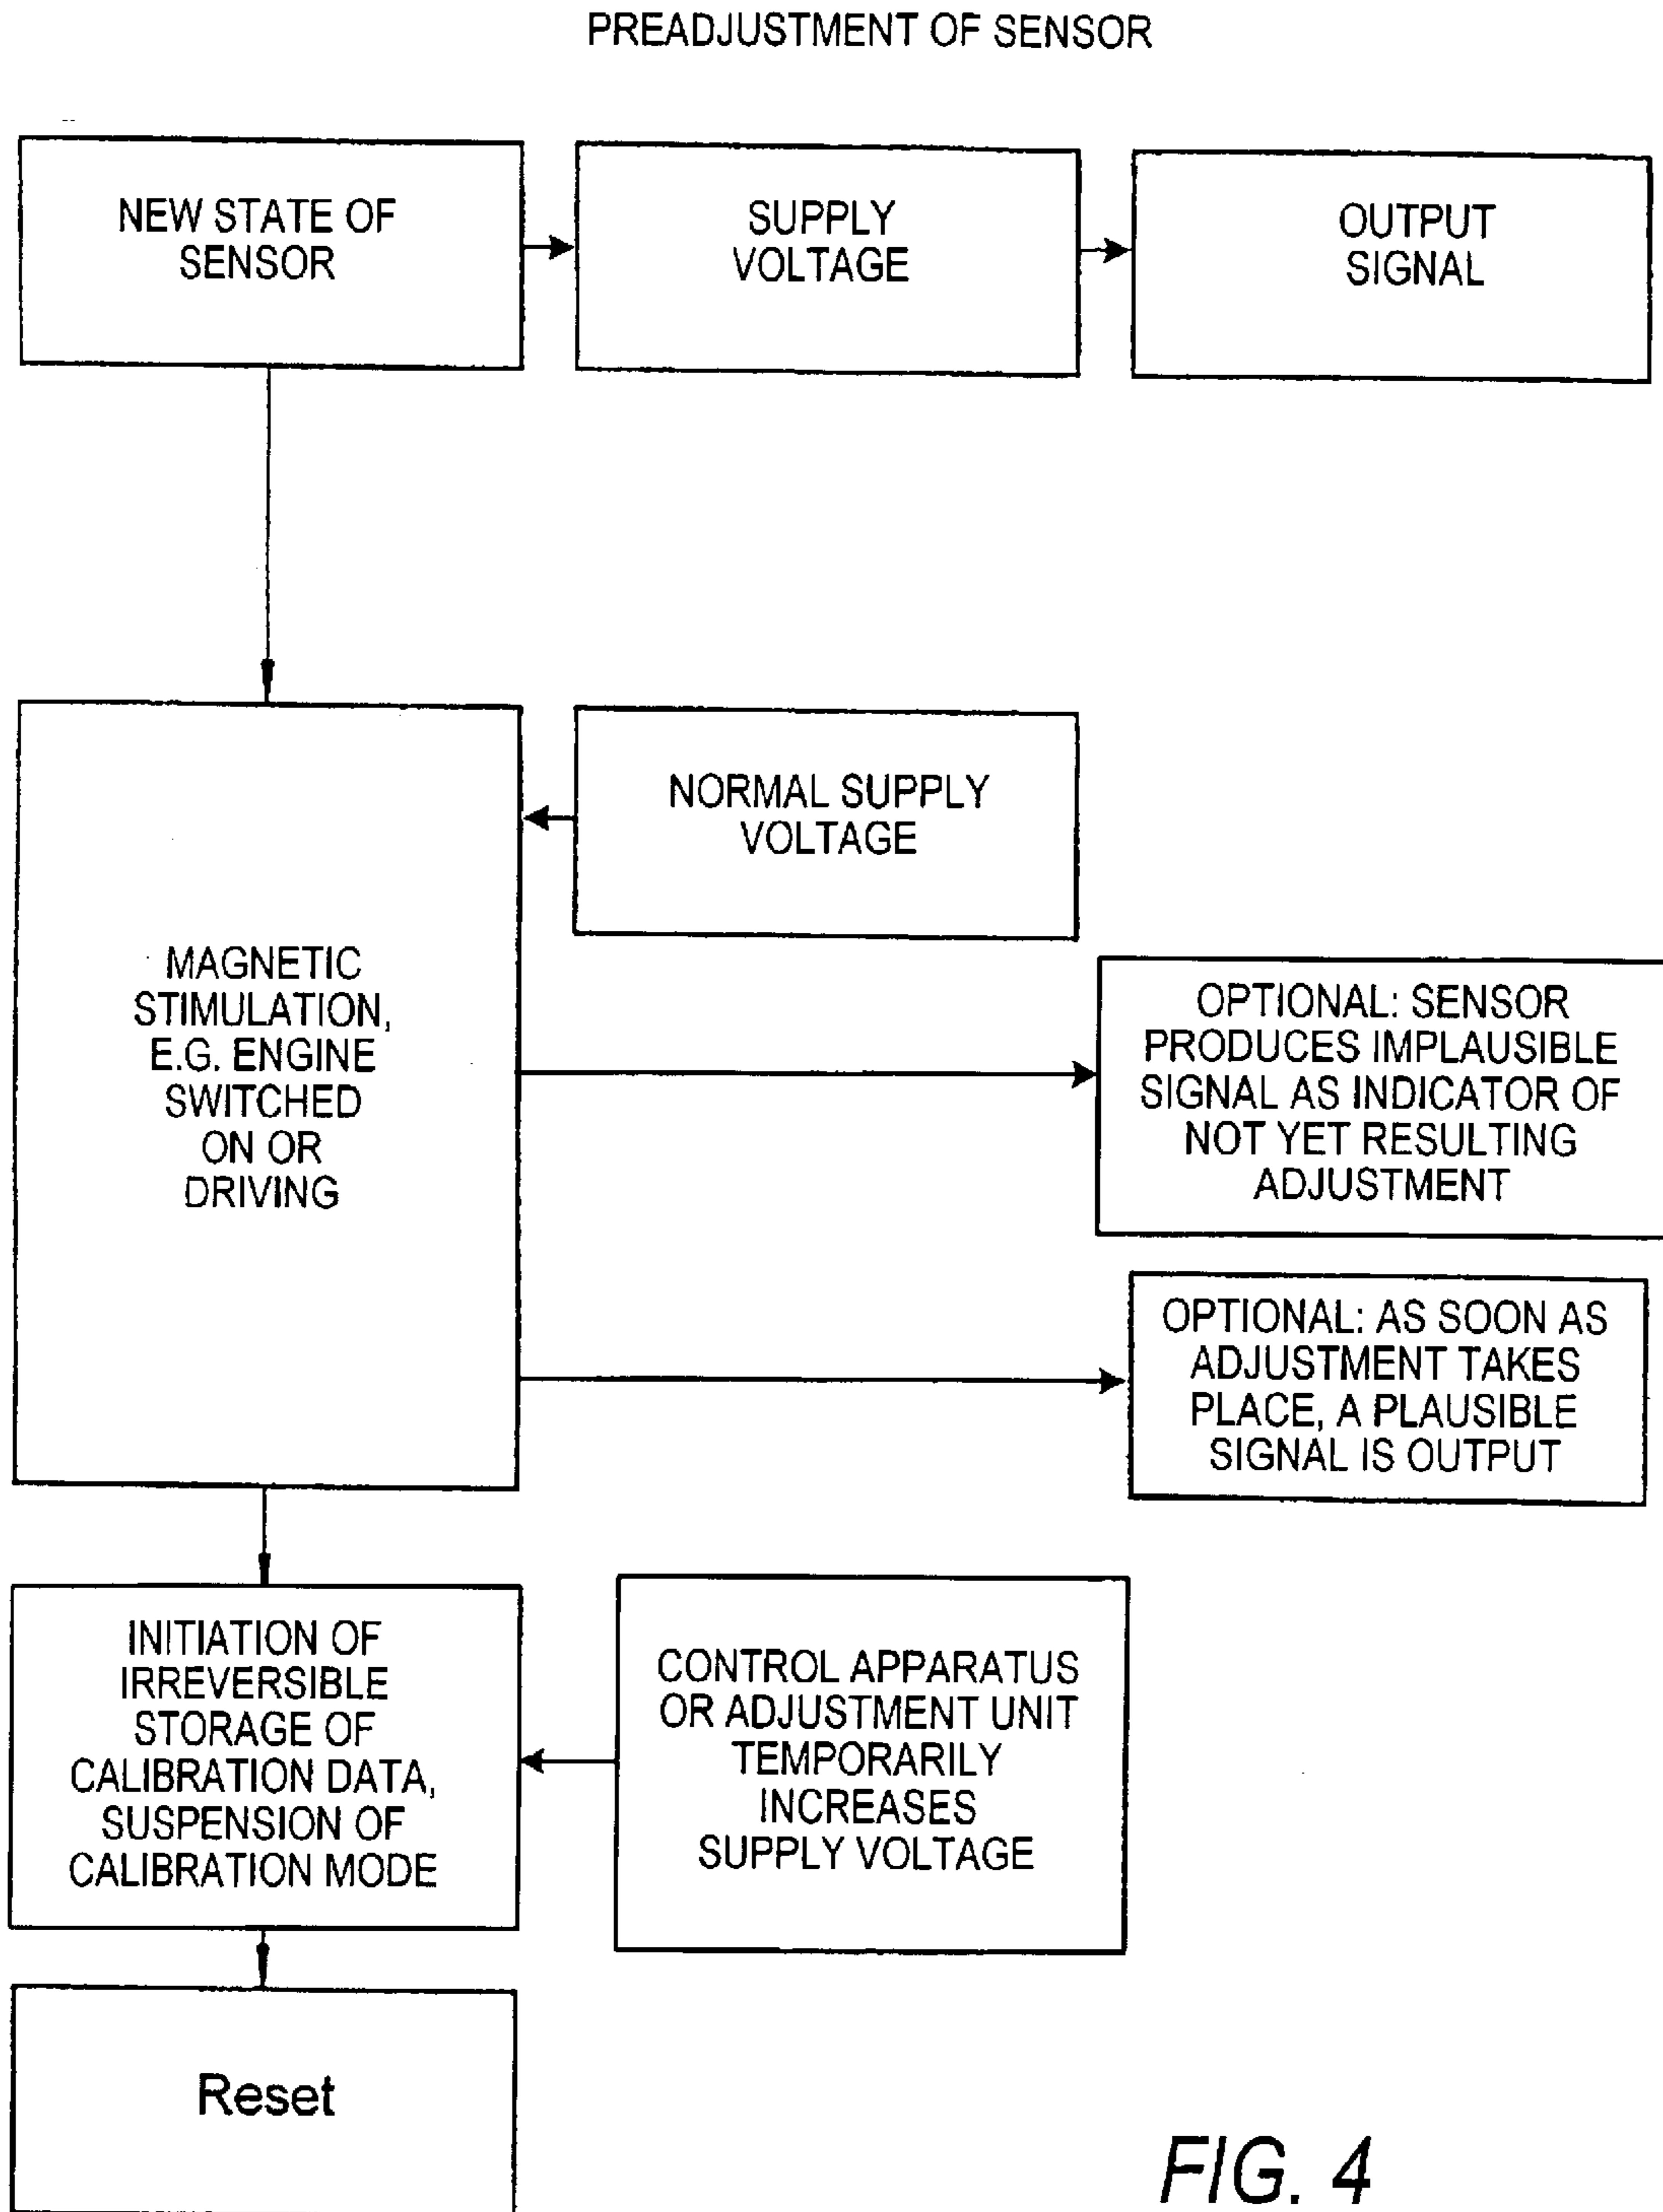 PREADJUSTMENT OF SENSOR
NEW STATE OF
SENSOR
SUPPLY
VOLTAGE
OUTPUT
SIGNAL
MAGNETIC
STIMULATION,
E.G. ENGINE
SWITCHED
ON OR
DRIVING
NORMAL SUPPLY
VOLTAGE
OPTIONAL: SENSOR
PRODUCES IMPLAUSIBLE
SIGNAL AS INDICATOR OF
NOT YET RESULTING
ADJUSTMENT
OPTIONAL: AS SOON AS
ADJUSTMENT TAKES
PLACE, A PLAUSIBLE
SIGNAL IS OUTPUT
INITIATION OF
IRREVERSIBLE
STORAGE OF
CALIBRATION DATA,
SUSPENSION OF
CALIBRATION MODE
CONTROL APPARATUS
OR ADJUSTMENT UNIT
TEMPORARILY
INCREASES
SUPPLY VOLTAGE
Reset
FIG. 4